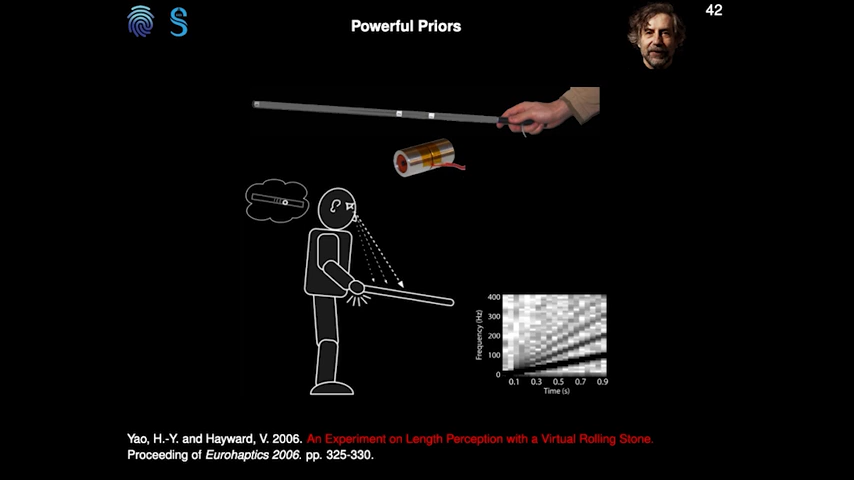 Powerful Priors
42
Frequency (Hz)
400
300
200
100
0
0.1 0.3 0.5 0.7 0.9
Time (s)
Yao, H.-Y. and Hayward, V. 2006. An Experiment on Length Perception with a Virtual Rolling Stone.
Proceeding of Eurohaptics 2006. pp. 325-330.